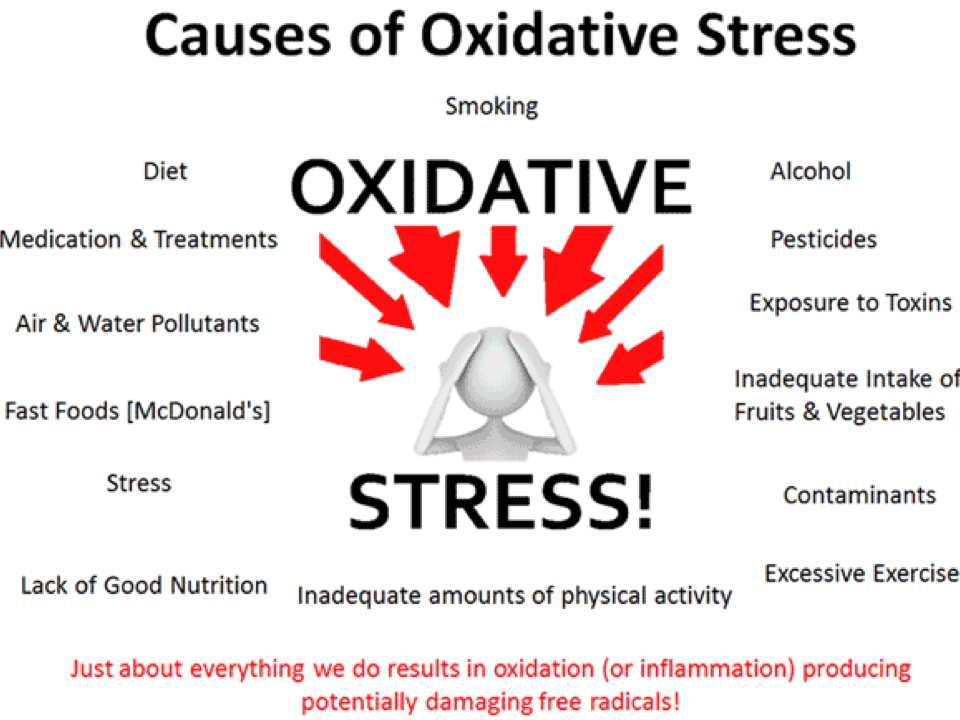 Causes of Oxidative Stress
Smoking
Diet
OXIDATIVE
Alcohol
Medication & Treatments
Pesticides
Exposure to Toxins
Air & Water Pollutants
Inadequate Intake of
Fruits & Vegetables
Fast Foods [McDonald's]
Stress
STRESS!
Contaminants
Excessive Exercise
Lack of Good Nutrition
Inadequate amounts of physical activity
Just about everything we do results in oxidation (or inflammation) producing
potentially damaging free radicals!